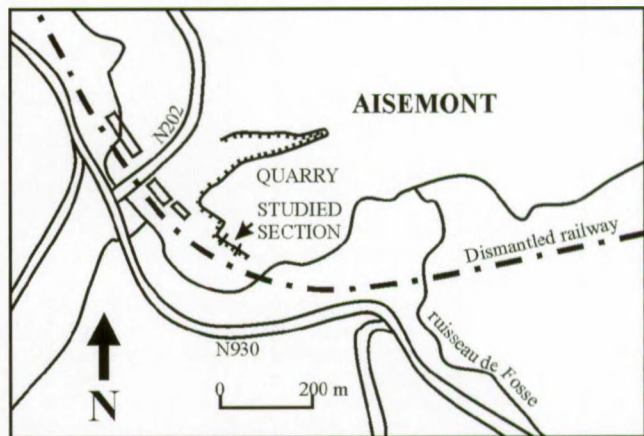 AISEMONT
N202
QUARRY
STUDIED
SECTION
Dismantled railway
N930
ruisseau de Fosse
N
0 200 m